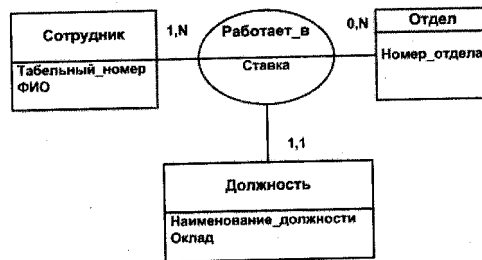 Сотрудник
Табельный_номер
ФИО
1,N
Работает_в
Ставка
0,N
Отдел
Номер_отдела
1,1
Должность
Наименование_должности
Оклад